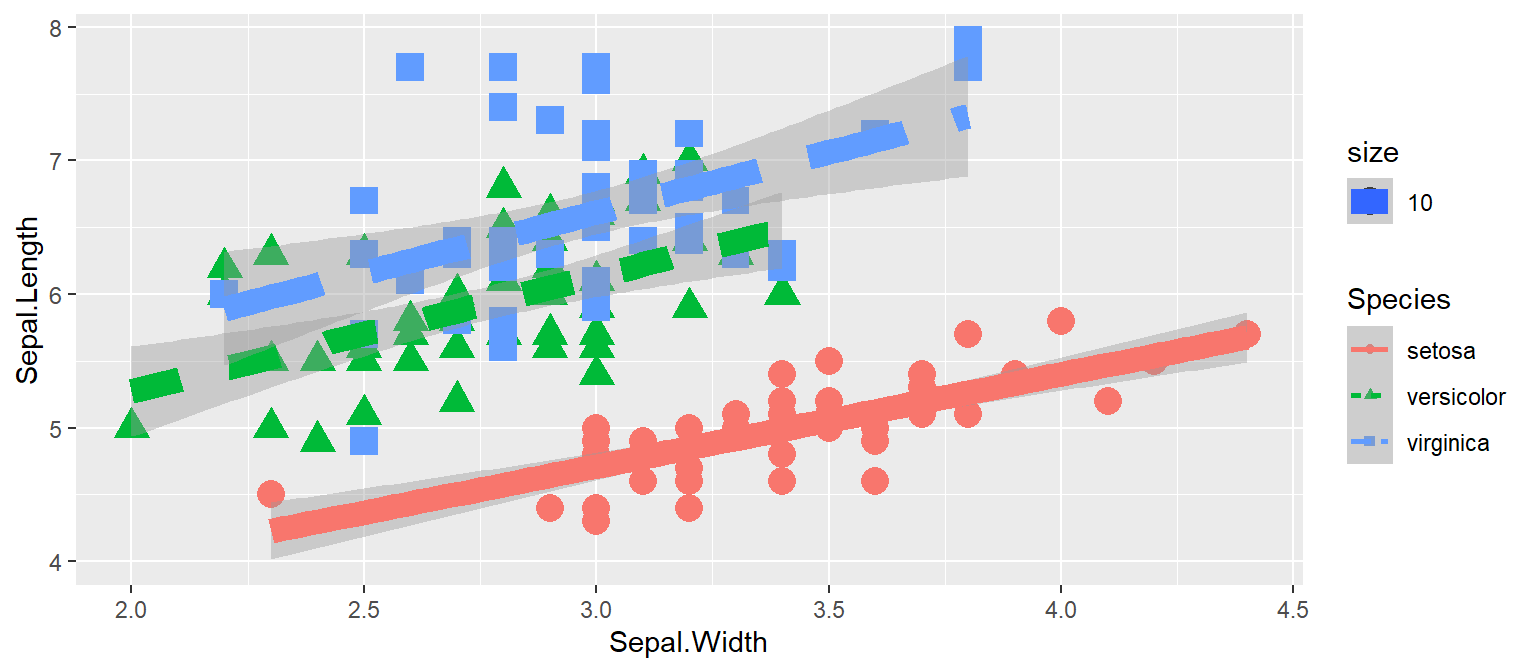 8
7
6
5
4
Sepal.Length
2.0 2.5 3.0 3.5 4.0 4.5
Sepal.Width
size
10
Species
setosa
versicolor
virginica